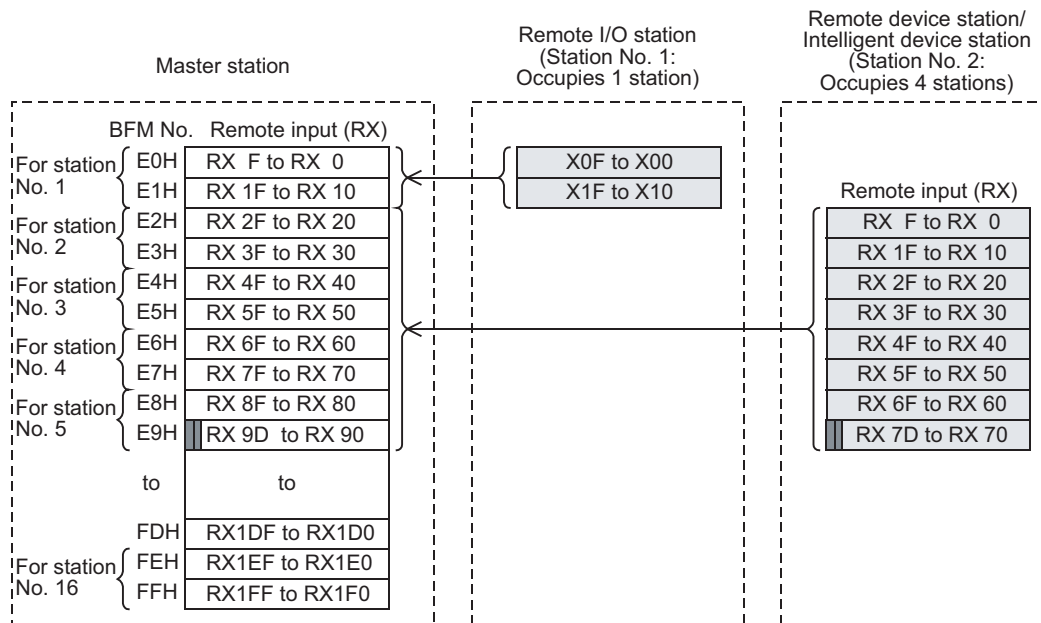 Master station
Remote I/O station
(Station No. 1:
Occupies 1 station)
Remote device station/
Intelligent device station
(Station No. 2:
Occupies 4 stations)
BFM No. Remote input (RX)
For station
No. 1
E0H RX F to RX 0
E1H RX 1F to RX 10
For station
No. 2
E2H RX 2F to RX 20
E3H RX 3F to RX 30
For station
No. 3
E4H RX 4F to RX 40
E5H RX 5F to RX 50
For station
No. 4
E6H RX 6F to RX 60
E7H RX 7F to RX 70
For station
No. 5
E8H RX 8F to RX 80
E9H RX 9D to RX 90
to to
FDH RX1DF to RX1D0
For station
No. 16
FEH RX1EF to RX1E0
FFH RX1FF to RX1F0
X0F to X00
X1F to X10
Remote input (RX)
RX F to RX 0
RX 1F to RX 10
RX 2F to RX 20
RX 3F to RX 30
RX 4F to RX 40
RX 5F to RX 50
RX 6F to RX 60
RX 7D to RX 70